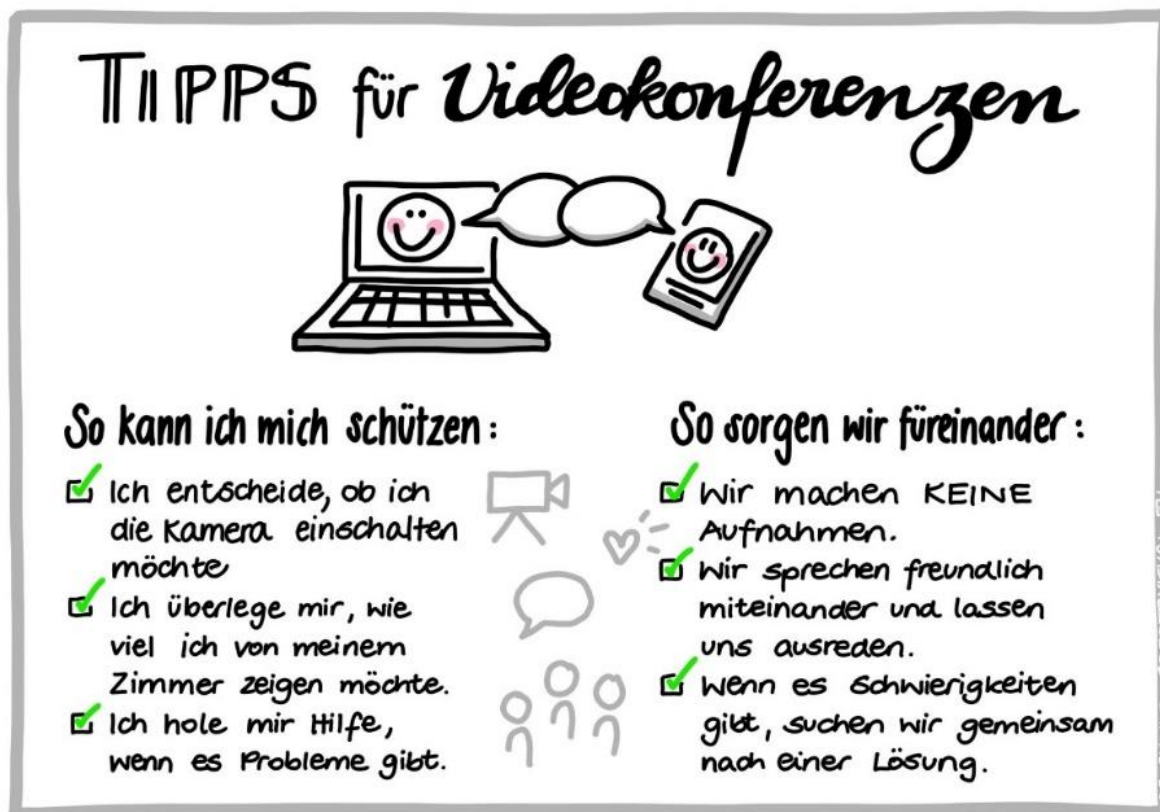 TIPPS für Videokonferenzen
So kann ich mich schützen:
Ich entscheide, ob ich
die Kamera einschalten
möchte
Ich überlege mir, wie
viel ich von meinem
Zimmer zeigen möchte.
Ich hole mir Hilfe,
wenn es Probleme gibt.
So sorgen wir füreinander:
Wir machen KEINE
Aufnahmen.
Wir sprechen freundlich
miteinander und lassen
uns ausreden.
Wenn es Schwierigkeiten
gibt, suchen wir gemeinsam
nach einer Lösung.